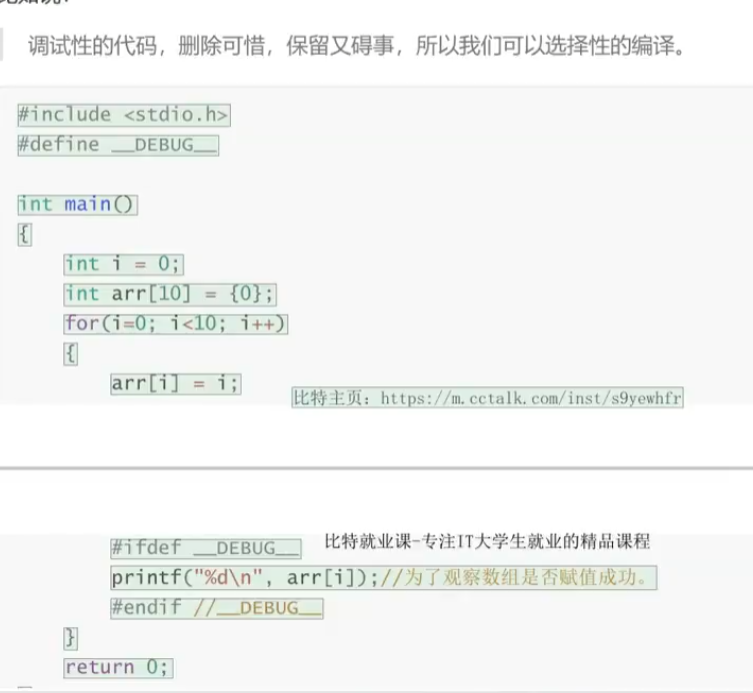 调试性的代码，删除可惜，保留又碍事，所以我们可以选择性的编译。
#include <stdio.h>
#define __DEBUG__
int main()
{
int i = 0;
int arr[10] = {0};
for(i=0; i<10; i++)
{
arr[i] = i;
比特主页：https://m.cctalk.com/inst/s9yewhfr
比特就业课-专注IT大学生就业的精品课程
#ifdef __DEBUG__
printf("%d\n", arr[i]);//为了观察数组是否赋值成功。
#endif //__DEBUG__
}
return 0;